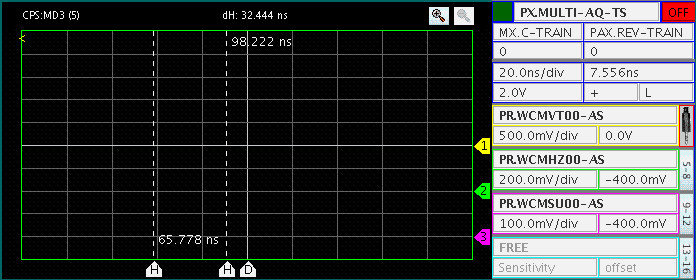 CPS:MD3 (5) dH: 32.444 ns
<
98.222 ns
65.778 ns
1
2
3
H H D
PX.MULTI-AQ-TS OFF
MX.C-TRAIN PAX.REV-TRAIN
0 0
20.0ns/div 7.556ns
2.0V + L
PR.WCMVT00-AS
500.0mV/div 0.0V
PR.WCMHZ00-AS
200.0mV/div -400.0mV
5-8
PR.WCMSU00-AS
100.0mV/div -400.0mV
9-12
FREE
Sensitivity offset
13-16